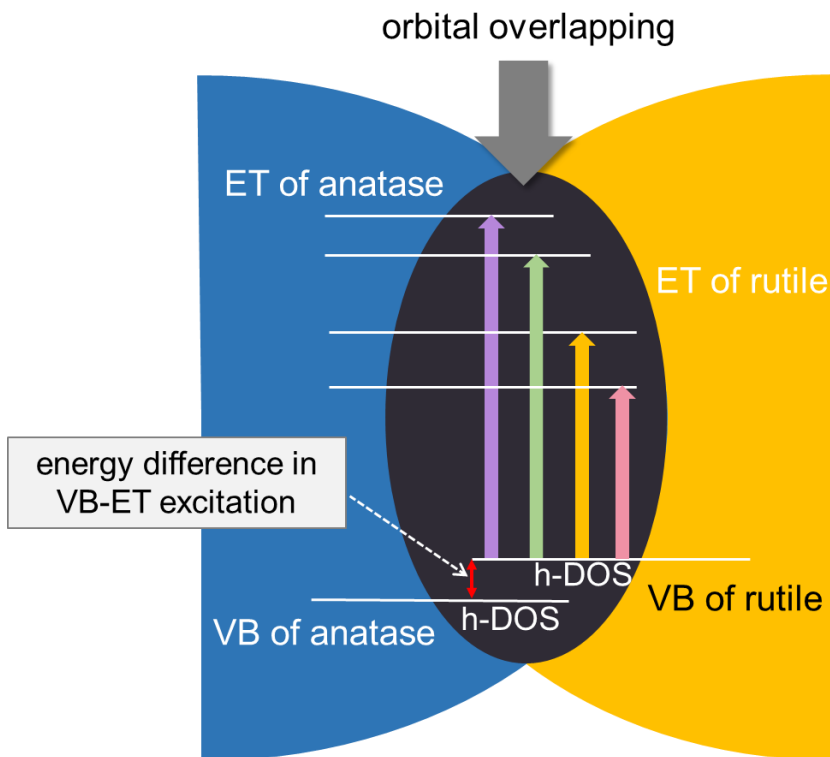 orbital overlapping
ET of anatase
ET of rutile
energy difference in
VB-ET excitation
h-DOS
VB of rutile
h-DOS
VB of anatase